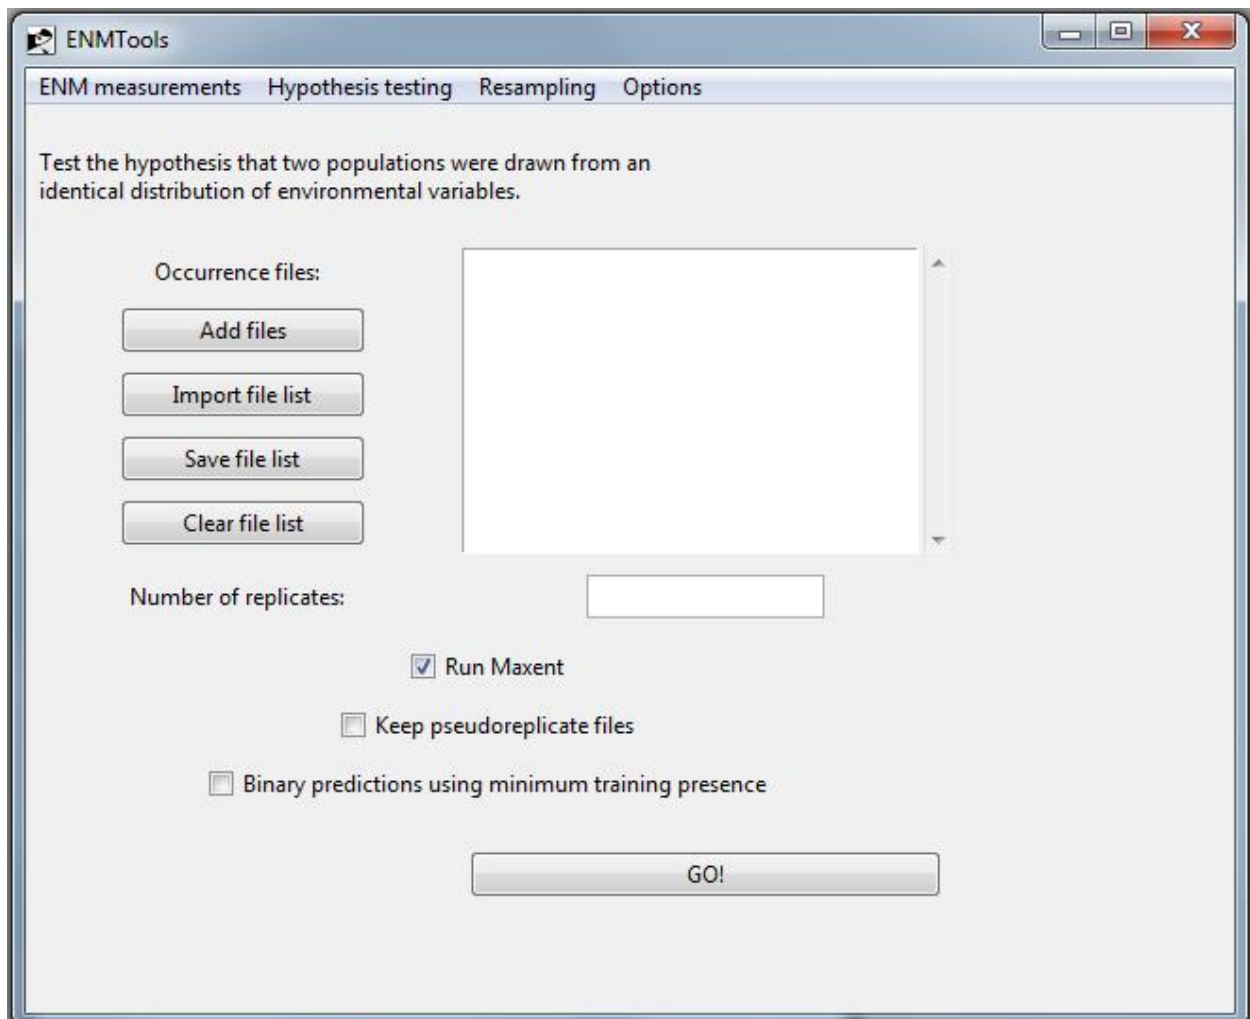 ENMTools
ENM measurements Hypothesis testing Resampling Options
Test the hypothesis that two populations were drawn from an
identical distribution of environmental variables.
Occurrence files:
Add files
Import file list
Save file list
Clear file list
Number of replicates:
Run Maxent
Keep pseudoreplicate files
Binary predictions using minimum training presence
GO!